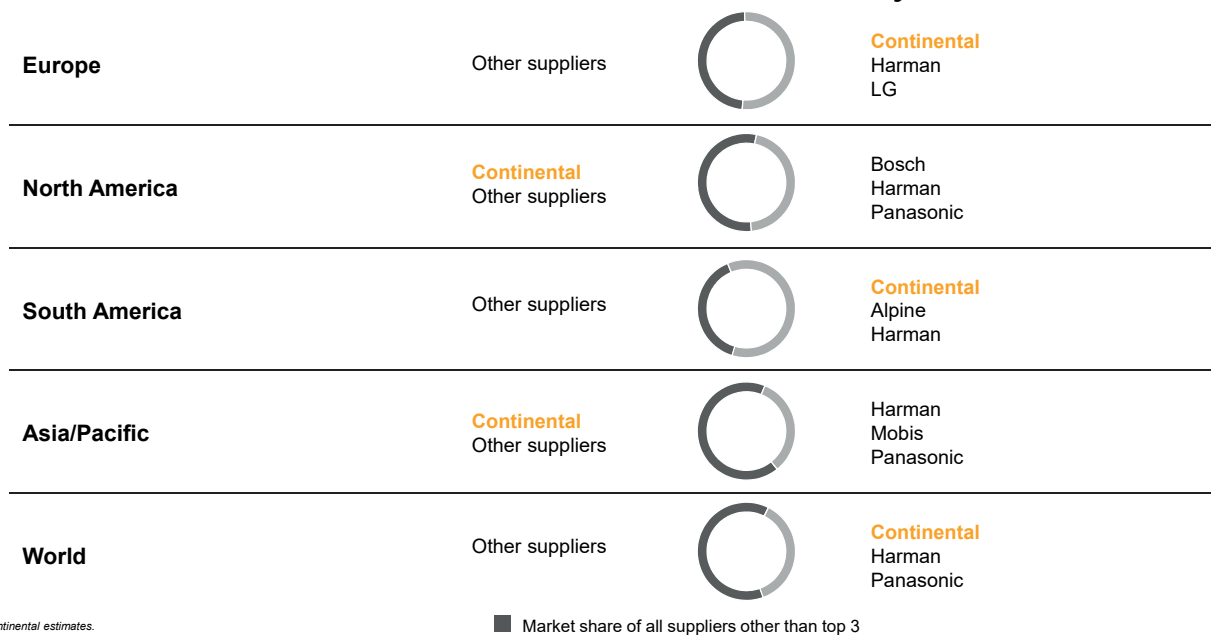 Europe
Other suppliers
Continental
Harman
LG
North America
Continental
Other suppliers
Bosch
Harman
Panasonic
South America
Other suppliers
Continental
Alpine
Harman
Asia/Pacific
Continental
Other suppliers
Harman
Mobis
Panasonic
World
Other suppliers
Continental
Harman
Panasonic
estimates.
Market share of all suppliers other than top 3